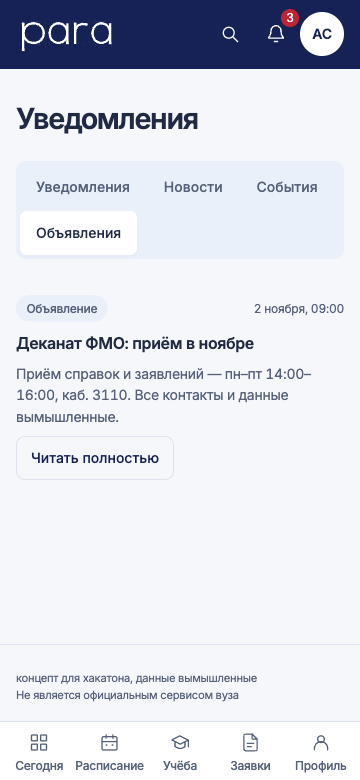 para
3
АС
Уведомления
Уведомления Новости События
Объявления
Объявление 2 ноября, 09:00
Деканат ФМО: приём в ноябре
Приём справок и заявлений — пн–пт 14:00–
16:00, каб. 3110. Все контакты и данные
вымышленные.
Читать полностью
концепт для хакатона, данные вымышленные
Не является официальным сервисом вуза
Сегодня Расписание Учёба Заявки Профиль